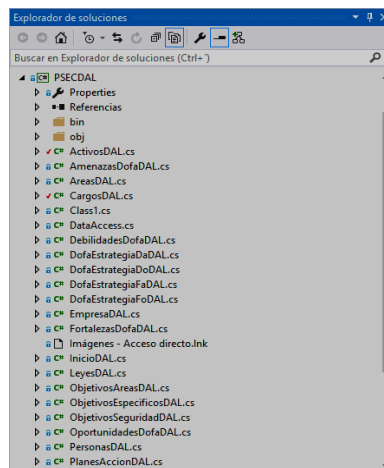 Explorador de soluciones
Buscar en Explorador de soluciones (Ctrl+´)
C# PSECDAL
Properties
Referencias
bin
obj
C# ActivosDAL.cs
C# AmenazasDofaDAL.cs
C# AreasDAL.cs
C# CargosDAL.cs
C# Class1.cs
C# DataAccess.cs
C# DebilidadesDofaDAL.cs
C# DofaEstrategiaDaDAL.cs
C# DofaEstrategiaDoDAL.cs
C# DofaEstrategiaFaDAL.cs
C# DofaEstrategiaFoDAL.cs
C# EmpresaDAL.cs
C# FortalezasDofaDAL.cs
Imágenes - Acceso directo.lnk
C# InicioDAL.cs
C# LeyesDAL.cs
C# ObjetivosAreasDAL.cs
C# ObjetivosEspecificosDAL.cs
C# ObjetivosSeguridadDAL.cs
C# OportunidadesDofaDAL.cs
C# PersonasDAL.cs
C# PlanesAccionDAL.cs